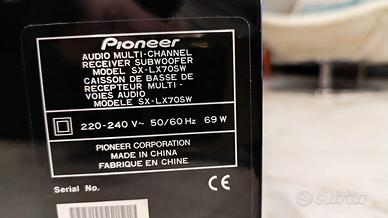 Pioneer
AUDIO MULTI-CHANNEL
RECEIVER SUBWOOFER
MODEL SX-LX70SW
CAISSON DE BASSE DE
RECEPTEUR MULTI-
VOIES AUDIO
MODELE SX-LX70SW
220-240 V~ 50/60 Hz 69 W
PIONEER CORPORATION
MADE IN CHINA
FABRIQUE EN CHINE
Serial No. CE
subito